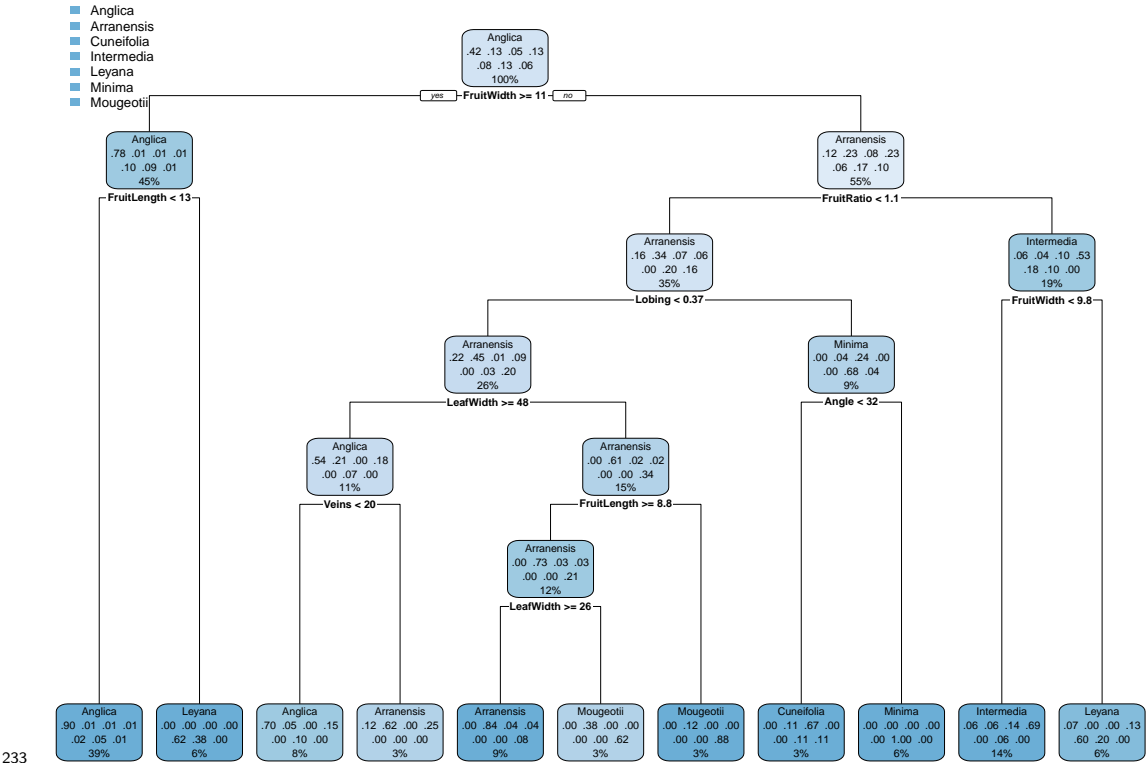 Anglica
Arranensis
Cuneifolia
Intermedia
Leyana
Minima
Mougeotii
Anglica
.42 .13 .05 .13
.08 .13 .06
100%
yes FruitWidth >= 11 no
Anglica
.78 .01 .01 .01
.10 .09 .01
45%
FruitLength < 13
Arranensis
.12 .23 .08 .23
.06 .17 .10
55%
FruitRatio < 1.1
Arranensis
.16 .34 .07 .06
.00 .20 .16
35%
Lobing < 0.37
Intermedia
.06 .04 .10 .53
.18 .10 .00
19%
FruitWidth < 9.8
Arranensis
.22 .45 .01 .09
.00 .03 .20
26%
LeafWidth >= 48
Minima
.00 .04 .24 .00
.00 .68 .04
9%
Angle < 32
Anglica
.54 .21 .00 .18
.00 .07 .00
11%
Veins < 20
Arranensis
.00 .61 .02 .02
.00 .00 .34
15%
FruitLength >= 8.8
Arranensis
.00 .73 .03 .03
.00 .00 .21
12%
LeafWidth >= 26
Anglica
.90 .01 .01 .01
.02 .05 .01
39%
Leyana
.00 .00 .00 .00
.62 .38 .00
6%
Anglica
.70 .05 .00 .15
.00 .10 .00
8%
Arranensis
.12 .62 .00 .25
.00 .00 .00
3%
Arranensis
.00 .84 .04 .04
.00 .00 .08
9%
Mougeotii
.00 .38 .00 .00
.00 .00 .62
3%
Mougeotii
.00 .12 .00 .00
.00 .00 .88
3%
Cuneifolia
.00 .11 .67 .00
.00 .11 .11
3%
Minima
.00 .00 .00 .00
.00 1.00 .00
6%
Intermedia
.06 .06 .14 .69
.00 .06 .00
14%
Leyana
.07 .00 .00 .13
.60 .20 .00
6%
233